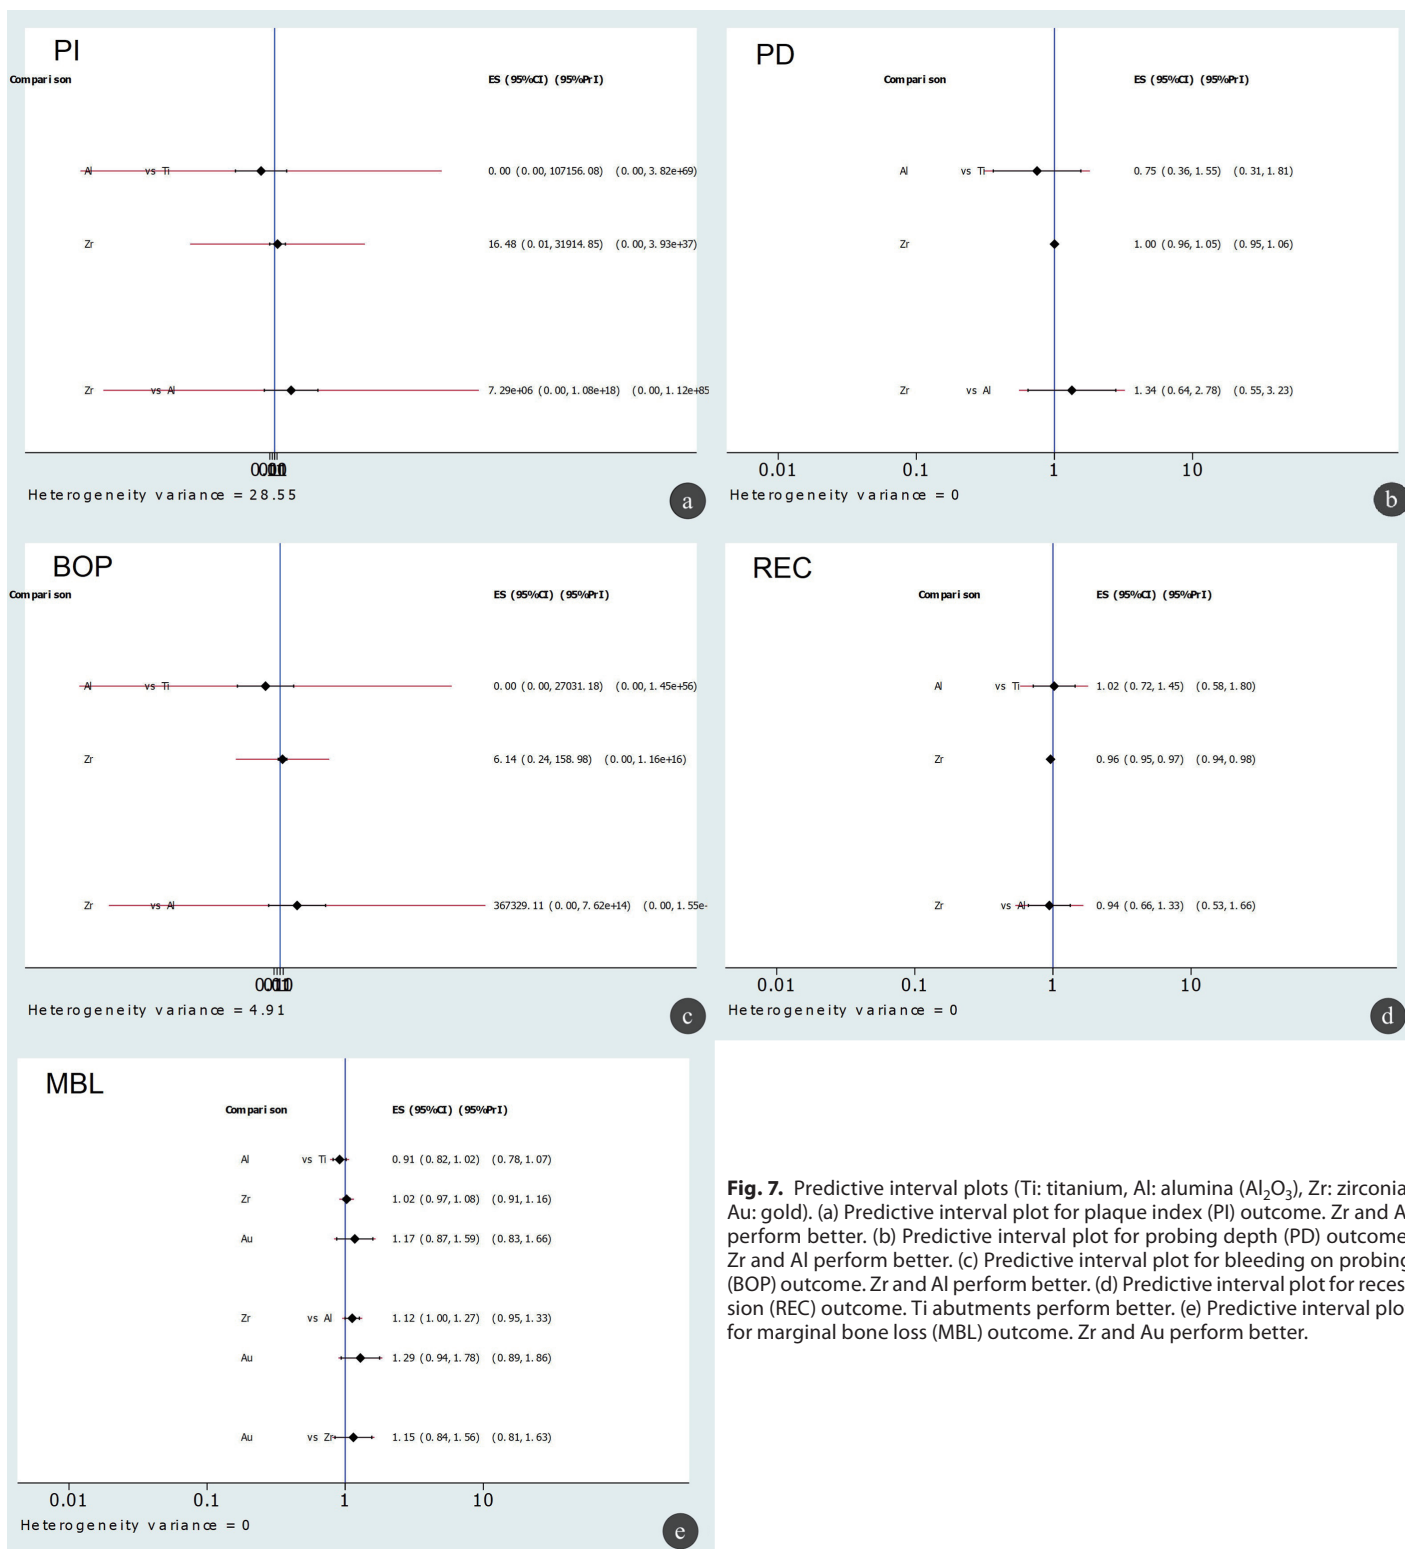 PI
Comparison ES (95%CI) (95%PrI)
Al vs Ti 0.00 (0.00,107156.08) (0.00,3.82e+69)
Zr 16.48 (0.01,31914.85) (0.00,3.93e+37)
Zr vs Al 7.29e+06 (0.00,1.08e+18) (0.00,1.12e+85
Heterogeneity variance = 28.55
a
PD
Comparison ES (95%CI) (95%PrI)
Al vs Ti 0.75 (0.36,1.55) (0.31,1.81)
Zr 1.00 (0.96,1.05) (0.95,1.06)
Zr vs Al 1.34 (0.64,2.78) (0.55,3.23)
0.01 0.1 1 10
Heterogeneity variance = 0
b
BOP
Comparison ES (95%CI) (95%PrI)
Al vs Ti 0.00 (0.00,27031.18) (0.00,1.45e+56)
Zr 6.14 (0.24,158.98) (0.00,1.16e+16)
Zr vs Al 367329.11 (0.00,7.62e+14) (0.00,1.55e-
Heterogeneity variance = 4.91
c
REC
Comparison ES (95%CI) (95%PrI)
Al vs Ti 1.02 (0.72,1.45) (0.58,1.80)
Zr 0.96 (0.95,0.97) (0.94,0.98)
Zr vs Al 0.94 (0.66,1.33) (0.53,1.66)
0.01 0.1 1 10
Heterogeneity variance = 0
d
MBL
Comparison ES (95%CI) (95%PrI)
Al vs Ti 0.91 (0.82,1.02) (0.78,1.07)
Zr 1.02 (0.97,1.08) (0.91,1.16)
Au 1.17 (0.87,1.59) (0.83,1.66)
Zr vs Al 1.12 (1.00,1.27) (0.95,1.33)
Au 1.29 (0.94,1.78) (0.89,1.86)
Au vs Zr 1.15 (0.84,1.56) (0.81,1.63)
0.01 0.1 1 10
Heterogeneity variance = 0
e
Fig. 7. Predictive interval plots (Ti: titanium, Al: alumina (Al₂O₃), Zr: zirconia
Au: gold). (a) Predictive interval plot for plaque index (PI) outcome. Zr and A
perform better. (b) Predictive interval plot for probing depth (PD) outcome
Zr and Al perform better. (c) Predictive interval plot for bleeding on probing
(BOP) outcome. Zr and Al perform better. (d) Predictive interval plot for reces
sion (REC) outcome. Ti abutments perform better. (e) Predictive interval plo
for marginal bone loss (MBL) outcome. Zr and Au perform better.